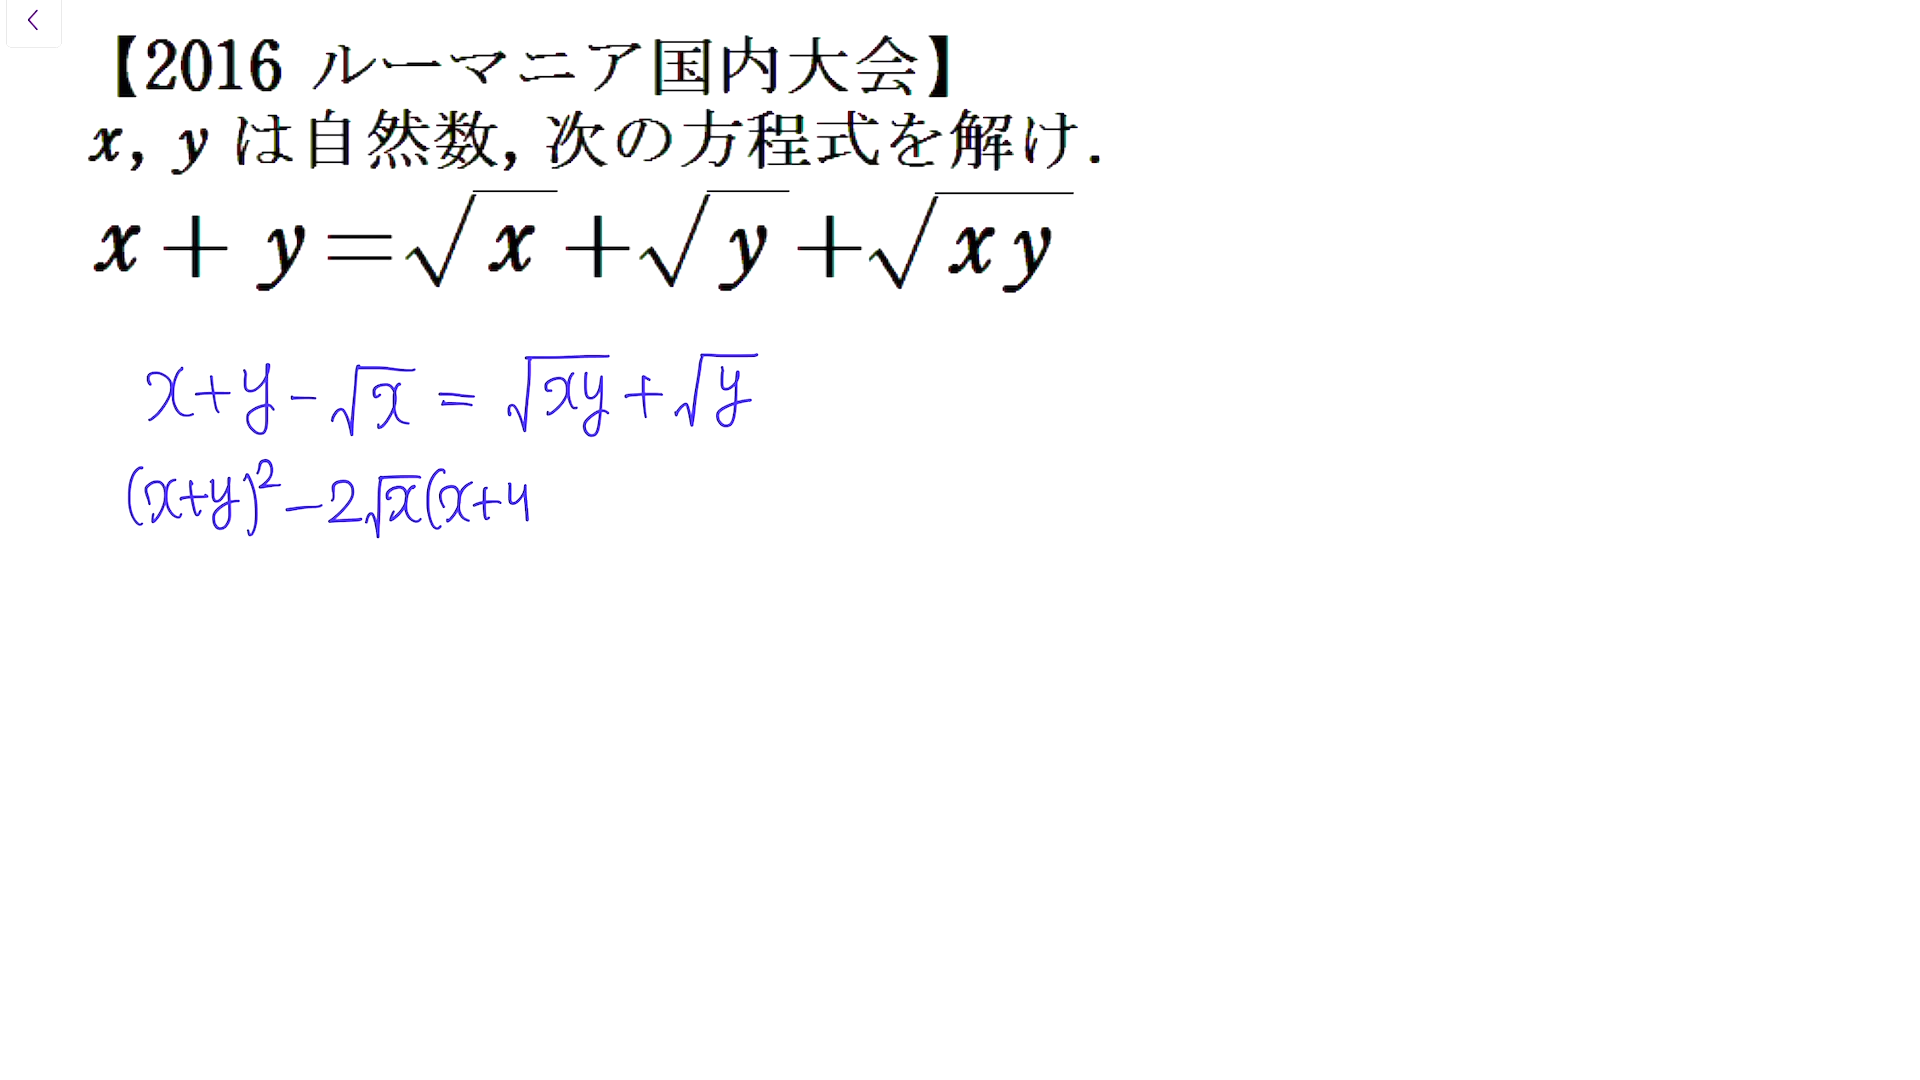 【2016 ルーマニア国内大会】
x, y は自然数, 次の方程式を解け.
x + y = √x + √y + √xy
x+y-√x = √xy + √y
(x+y)² - 2√x(x+y